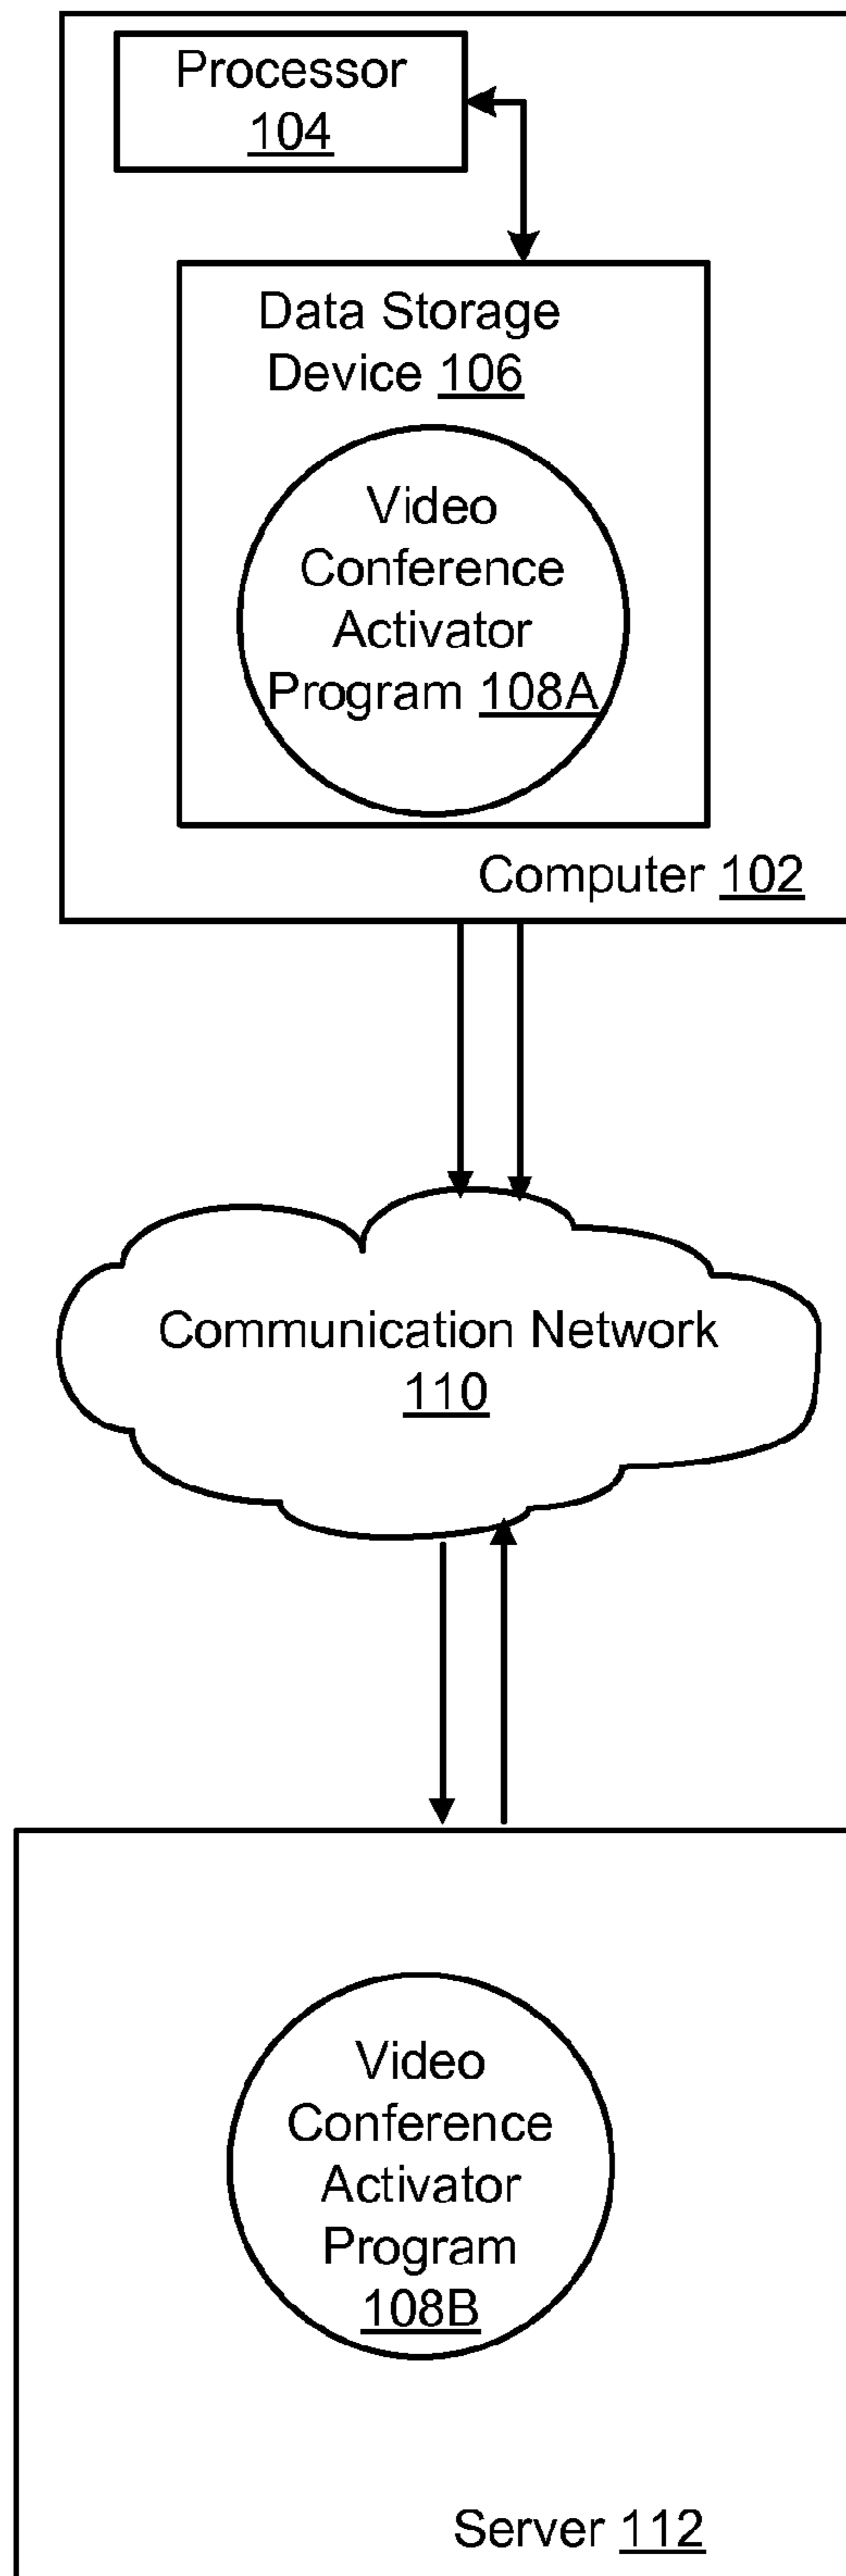 Processor
104
Data Storage
Device 106
Video
Conference
Activator
Program 108A
Computer 102
Communication Network
110
Video
Conference
Activator
Program
108B
Server 112